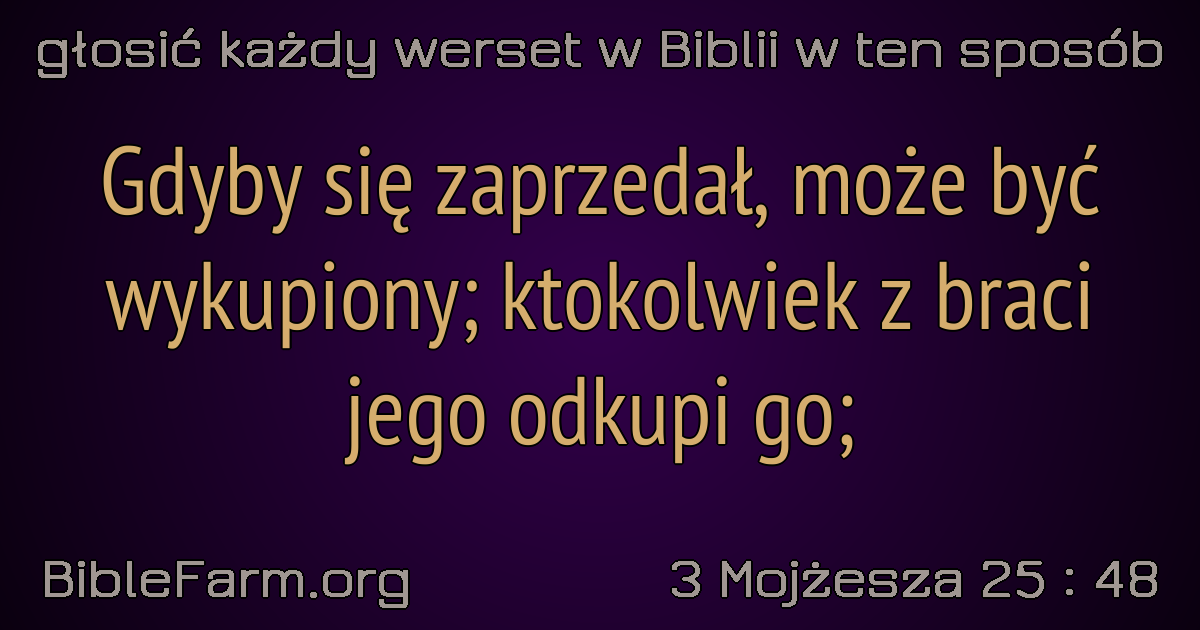 głosić każdy werset w Biblii w ten sposób
Gdyby się zaprzedał, może być
wykupiony; ktokolwiek z braci
jego odkupi go;
BibleFarm.org
3 Mojżesza 25 : 48